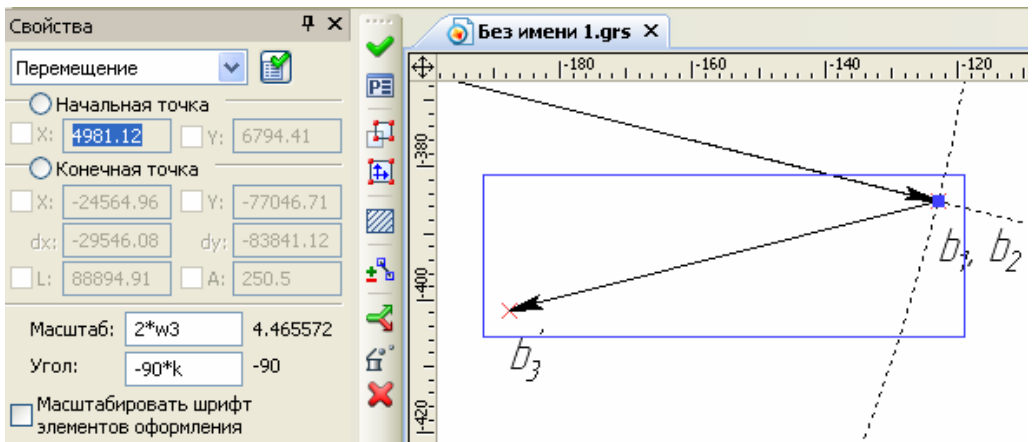 Свойства
Перемещение
Начальная точка
X: 4981.12 Y: 6794.41
Конечная точка
X: -24564.96 Y: -77046.71
dx: -29546.08 dy: -83841.12
L: 88894.91 A: 250.5
Масштаб: 2*w3 4.465572
Угол: -90*k -90
Масштабировать шрифт
элементов оформления
Без имени 1.grs
-180 -160 -140 -120
-380
-400
-420
b1, b2
b3'